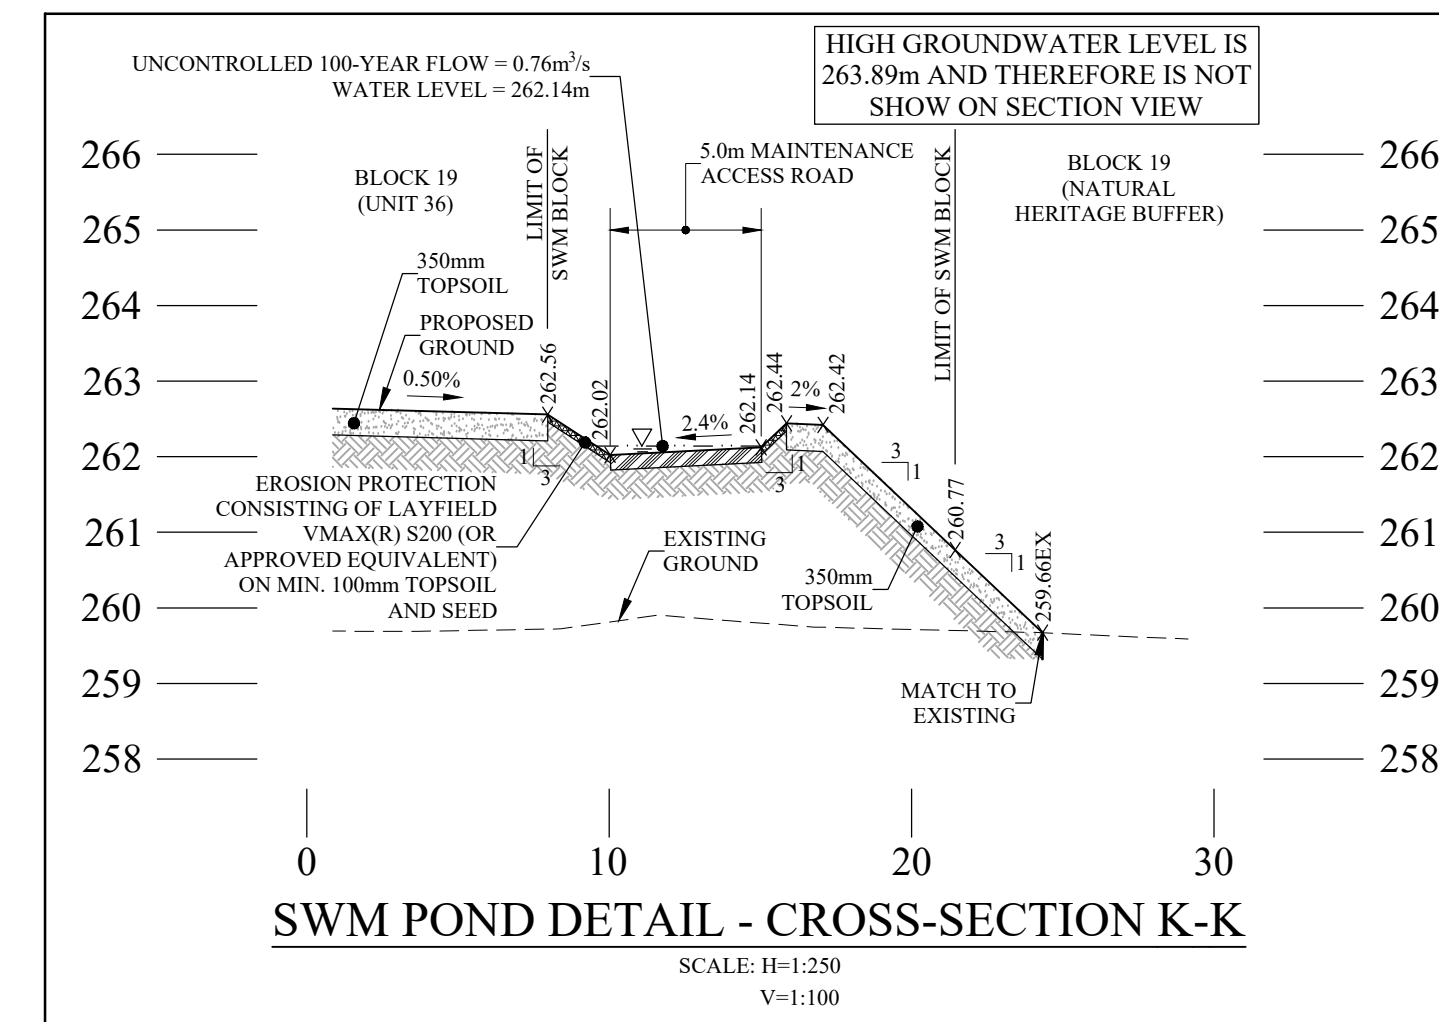 UNCONTROLLED 100-YEAR FLOW = 0.76m³/s
WATER LEVEL = 262.14m
HIGH GROUNDWATER LEVEL IS
263.89m AND THEREFORE IS NOT
SHOW ON SECTION VIEW
266
265
264
263
262
261
260
259
258
BLOCK 19
(UNIT 36)
LIMIT OF
SWM BLOCK
5.0m MAINTENANCE
ACCESS ROAD
LIMIT OF SWM BLOCK
BLOCK 19
(NATURAL
HERITAGE BUFFER)
266
265
264
263
262
261
260
259
258
350mm
TOPSOIL
PROPOSED
GROUND
0.50%
262.56
262.02
2.4%
262.14
262.44
2%
262.42
1
3
3
1
3
1
260.77
3
1
259.66EX
EROSION PROTECTION
CONSISTING OF LAYFIELD
VMAX(R) S200 (OR
APPROVED EQUIVALENT)
ON MIN. 100mm TOPSOIL
AND SEED
EXISTING
GROUND
350mm
TOPSOIL
MATCH TO
EXISTING
0
10
20
30
SWM POND DETAIL - CROSS-SECTION K-K
SCALE: H=1:250
V=1:100